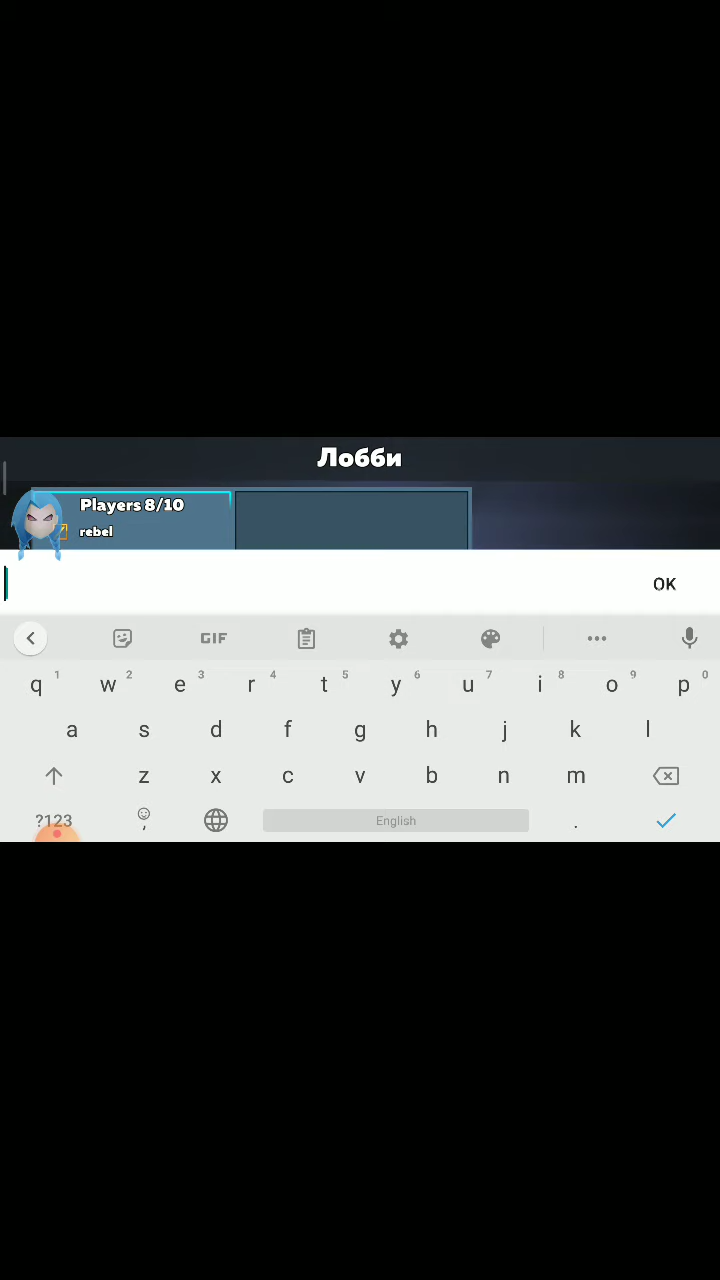 Лобби
Players 8/10
rebel
OK
GIF
q 1 w 2 e 3 r 4 t 5 y 6 u 7 i 8 o 9 p 0
a s d f g h j k l
z x c v b n m
?123 , English .